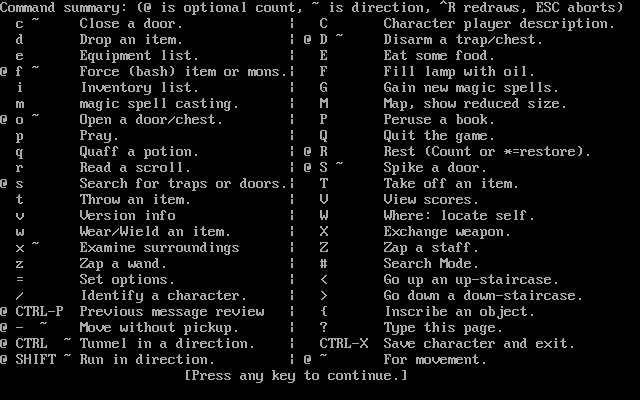 Command summary: (@ is optional count, ~ is direction, ^R redraws, ESC aborts)
  c ~     Close a door.              |   C       Character player description.
  d       Drop an item.              | @ D ~     Disarm a trap/chest.
  e       Equipment list.            |   E       Eat some food.
@ f ~     Force (bash) item or mons. |   F       Fill lamp with oil.
  i       Inventory list.            |   G       Gain new magic spells.
  m       magic spell casting.       |   M       Map, show reduced size.
@ o ~     Open a door/chest.         |   P       Peruse a book.
  p       Pray.                      |   Q       Quit the game.
  q       Quaff a potion.            | @ R       Rest (Count or *=restore).
  r       Read a scroll.             | @ S ~     Spike a door.
@ s       Search for traps or doors. |   T       Take off an item.
  t       Throw an item.             |   V       View scores.
  v       Version info               |   W       Where: locate self.
  w       Wear/Wield an item.        |   X       Exchange weapon.
  x ~     Examine surroundings       |   Z       Zap a staff.
  z       Zap a wand.                |   #       Search Mode.
  =       Set options.               |   <       Go up an up-staircase.
  /       Identify a character.      |   >       Go down a down-staircase.
@ CTRL-P  Previous message review    |   {       Inscribe an object.
@ -  ~    Move without pickup.       |   ?       Type this page.
@ CTRL  ~ Tunnel in a direction.     |   CTRL-X  Save character and exit.
@ SHIFT ~ Run in direction.          | @ ~       For movement.
[Press any key to continue.]